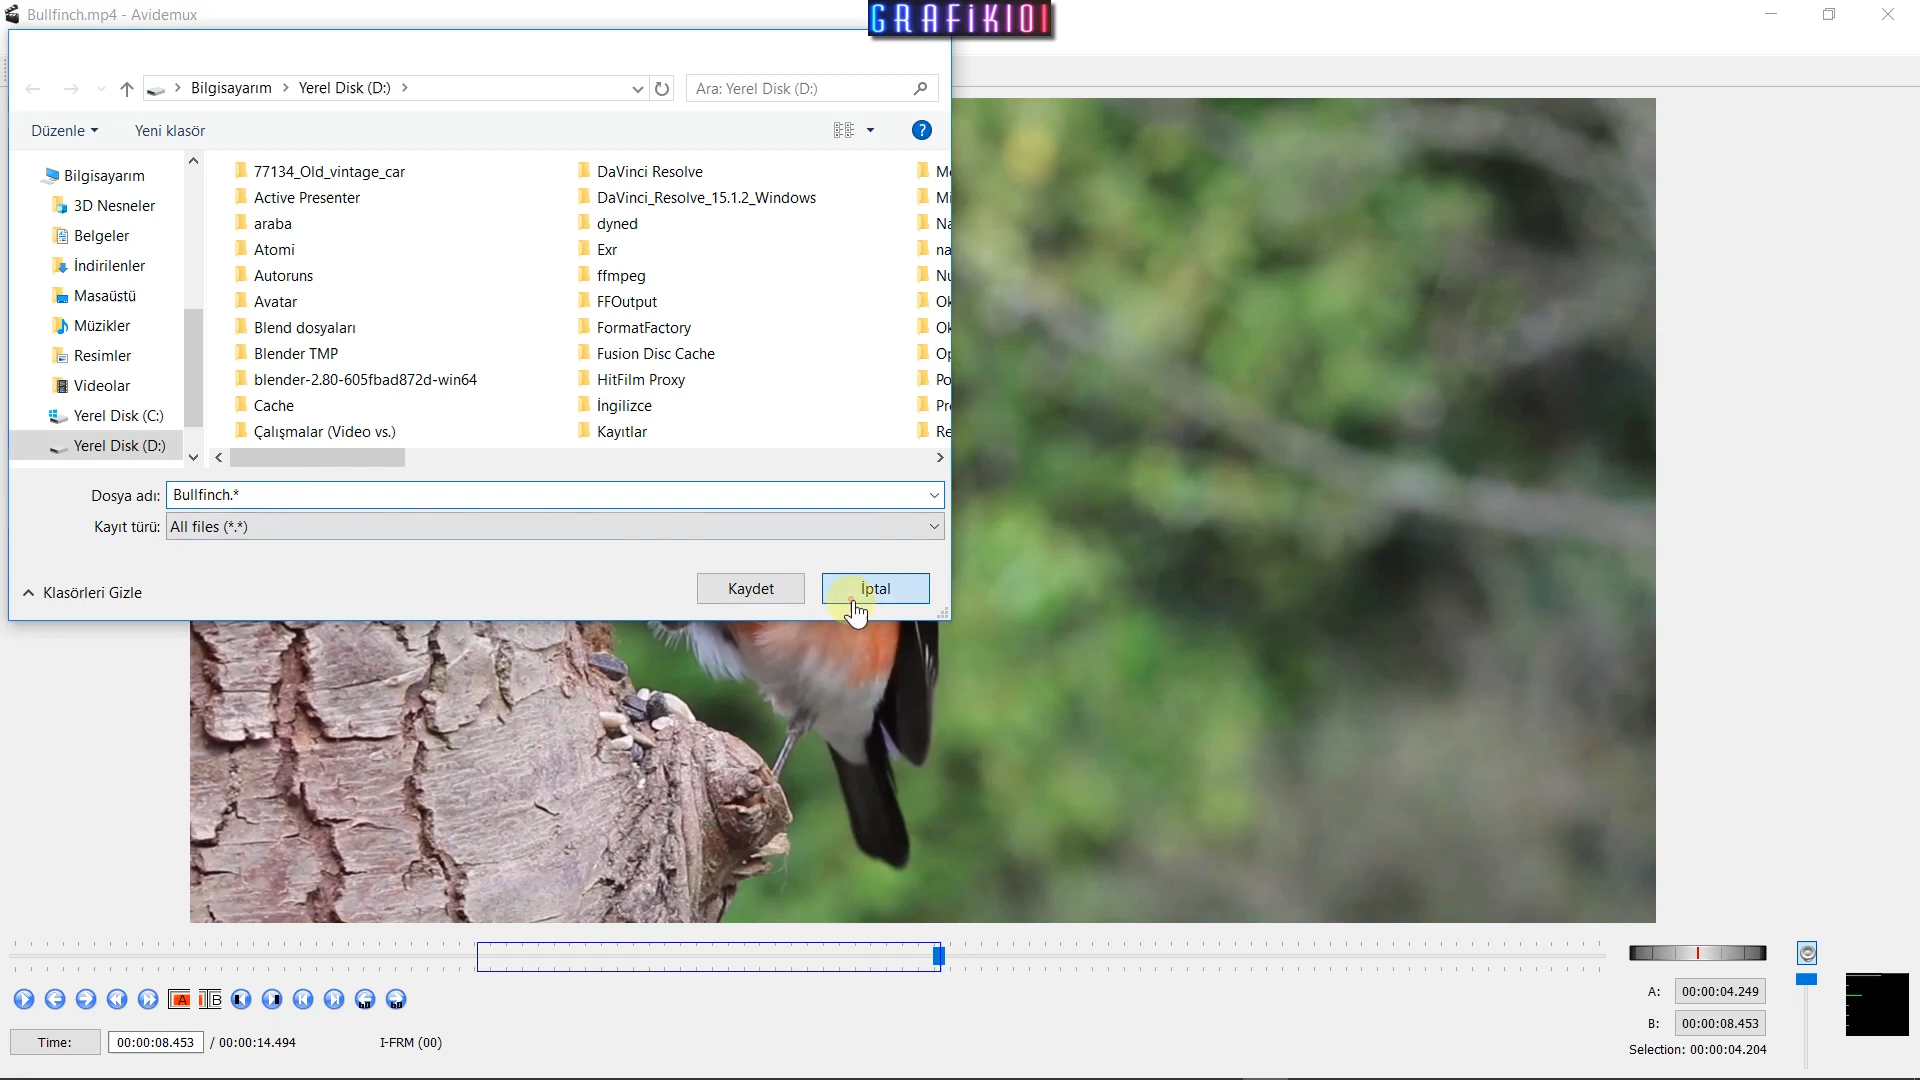 Bullfinch.mp4 - Avidemux
GRAFİK101
Bilgisayarım > Yerel Disk (D:) >
Ara: Yerel Disk (D:)
Düzenle
Yeni klasör
?
Bilgisayarım
3D Nesneler
Belgeler
İndirilenler
Masaüstü
Müzikler
Resimler
Videolar
Yerel Disk (C:)
Yerel Disk (D:)
77134_Old_vintage_car
Active Presenter
araba
Atomi
Autoruns
Avatar
Blend dosyaları
Blender TMP
blender-2.80-605fbad872d-win64
Cache
Çalışmalar (Video vs.)
DaVinci Resolve
DaVinci_Resolve_15.1.2_Windows
dyned
Exr
ffmpeg
FFOutput
FormatFactory
Fusion Disc Cache
HitFilm Proxy
İngilizce
Kayıtlar
Dosya adı: Bullfinch.*
Kayıt türü: All files (*.*)
Klasörleri Gizle
Kaydet
İptal
A
B
60
60
Time: 00:00:08.453 / 00:00:14.494
I-FRM (00)
A: 00:00:04.249
B: 00:00:08.453
Selection: 00:00:04.204